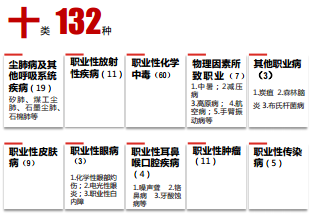 十类 132种
尘肺病及其
他呼吸系统
疾病(19)
矽肺、煤工尘
肺、石墨尘肺、
石棉肺等
职业性放射
性疾病(11)
职业性化学
中毒(60)
物理因素所
致职业(7)
1.中暑；2减压
病
3.高原病； 4.航
空病；5.手臂振
动病等
其他职业病
(3)
1.炭疽 2.森林脑
炎 3.布氏杆菌病
职业性皮肤
病(9)
职业性眼病
(3)
1.化学性眼部灼
伤；2.电光性眼
炎；3.职业性白
内障
职业性耳鼻
喉口腔疾病
(4)
1.噪声聋 2.铬
鼻病 3.牙酸蚀
病等
职业性肿瘤
(11)
职业性传染
病(5)